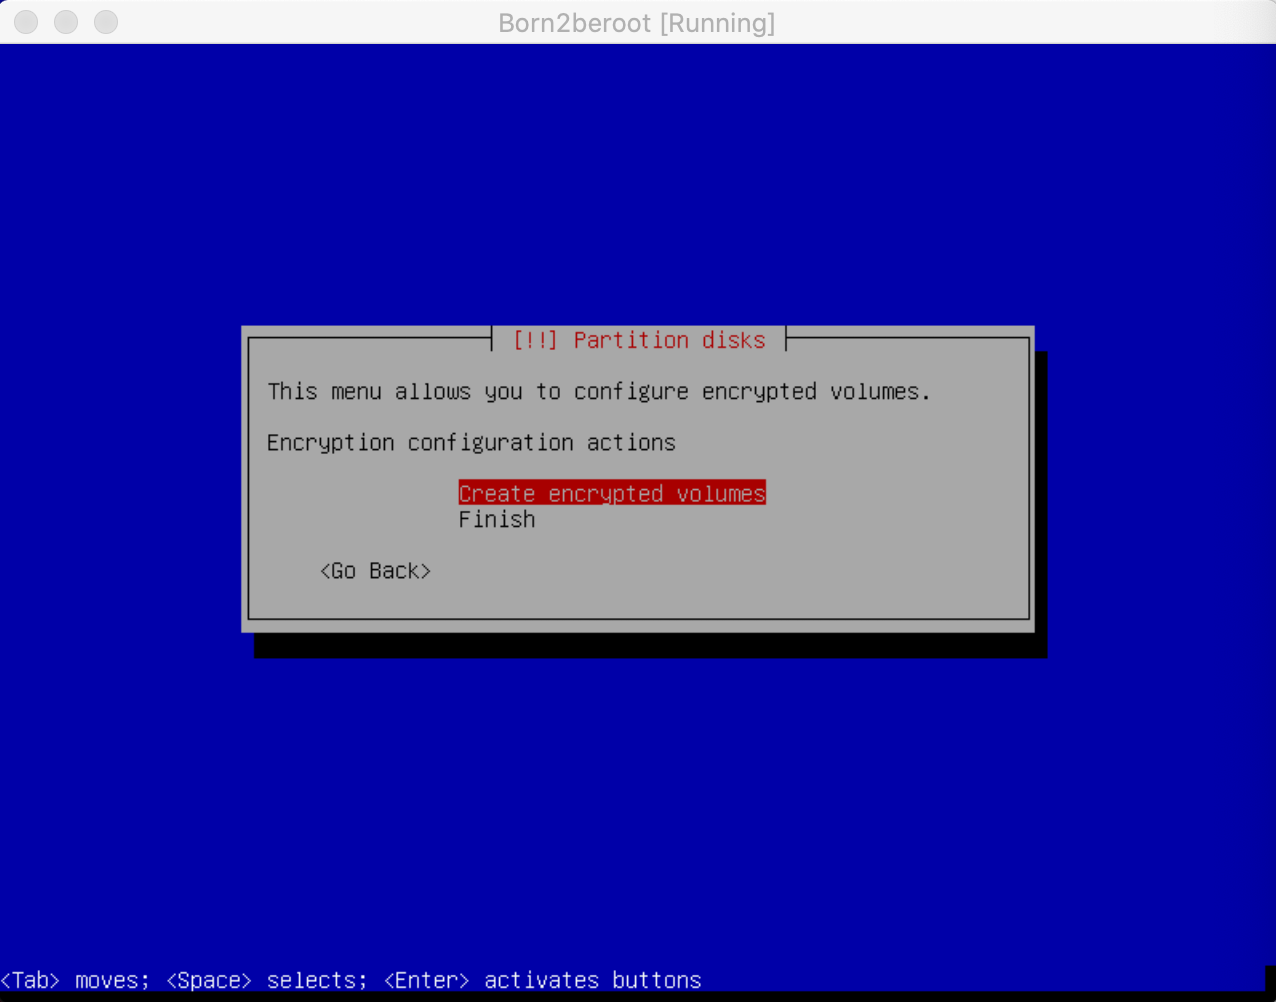 Born2beroot [Running]
[!!] Partition disks
This menu allows you to configure encrypted volumes.
Encryption configuration actions
Create encrypted volumes
Finish
<Go Back>
<Tab> moves; <Space> selects; <Enter> activates buttons